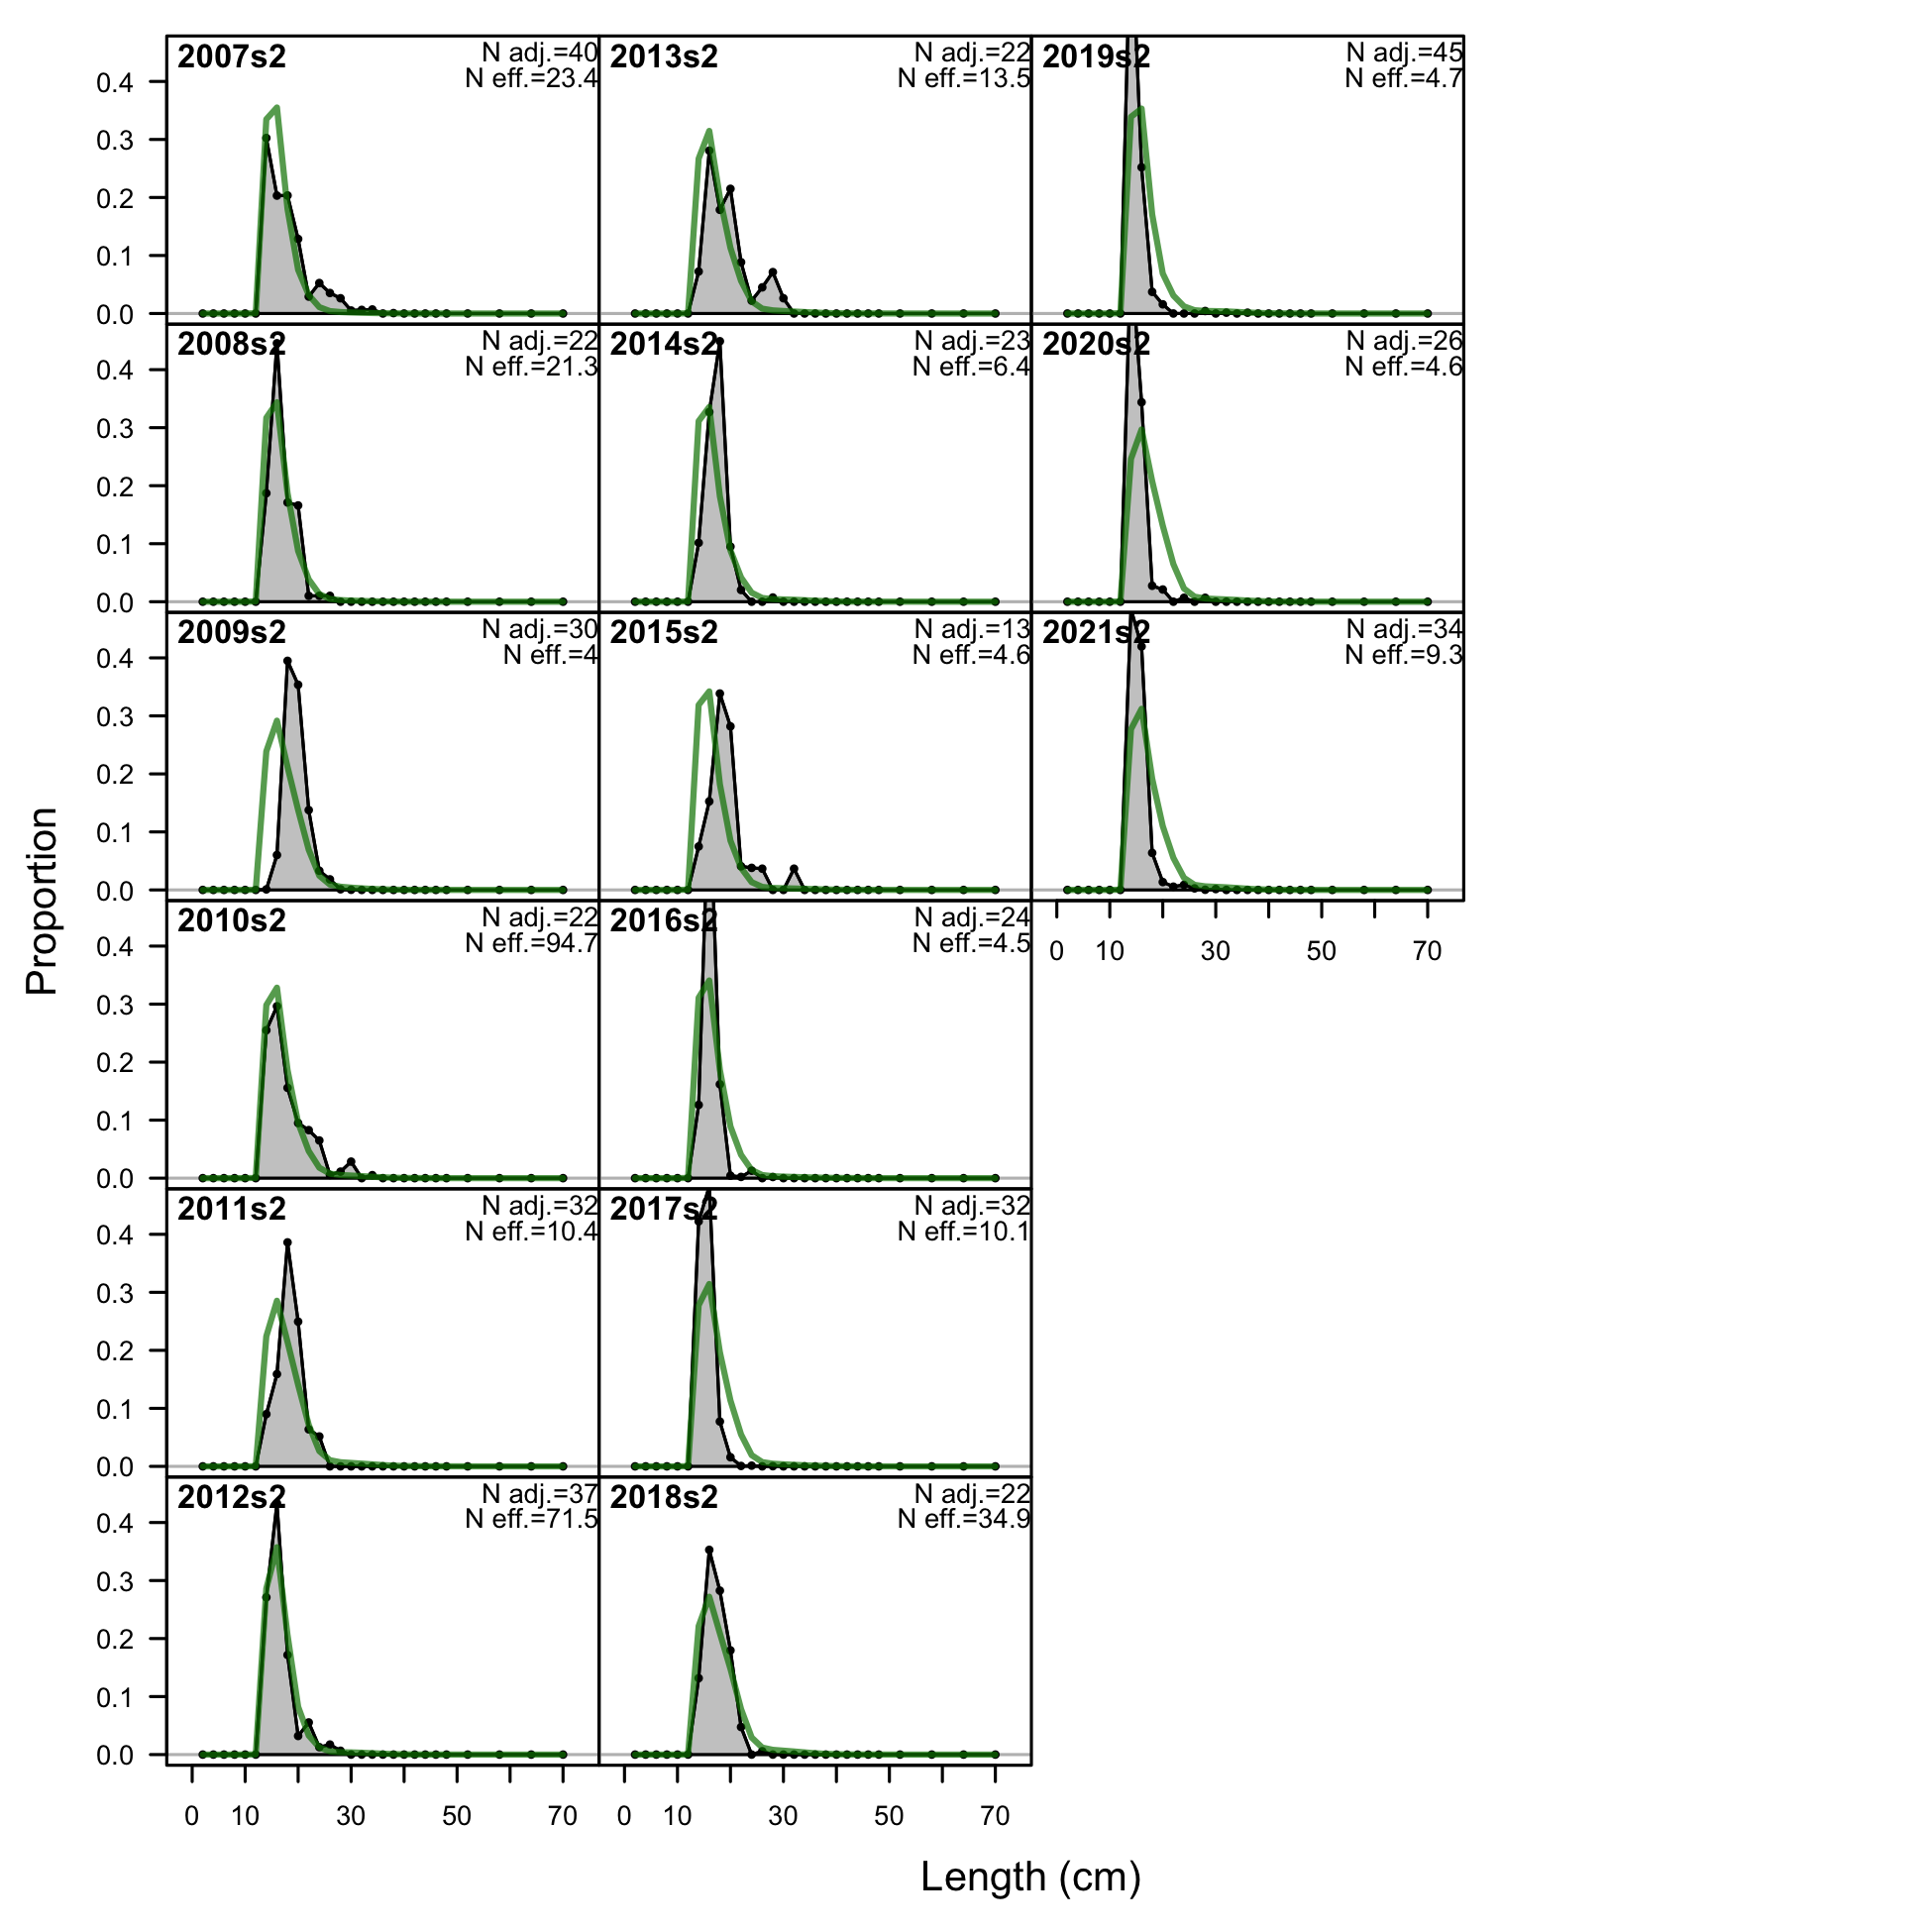 2007s2
N adj.=40
N eff.=23.4
0.4
0.3
0.2
0.1
0.0
2008s2
N adj.=22
N eff.=21.3
0.4
0.3
0.2
0.1
0.0
2009s2
N adj.=30
N eff.=4
0.4
0.3
0.2
0.1
0.0
2010s2
N adj.=22
N eff.=94.7
0.4
0.3
0.2
0.1
0.0
2011s2
N adj.=32
N eff.=10.4
0.4
0.3
0.2
0.1
0.0
2012s2
N adj.=37
N eff.=71.5
0.4
0.3
0.2
0.1
0.0
0 10 30 50 70
2013s2
N adj.=22
N eff.=13.5
2014s2
N adj.=23
N eff.=6.4
2015s2
N adj.=13
N eff.=4.6
2016s2
N adj.=24
N eff.=4.5
2017s2
N adj.=32
N eff.=10.1
2018s2
N adj.=22
N eff.=34.9
0 10 30 50 70
2019s2
N adj.=45
N eff.=4.7
2020s2
N adj.=26
N eff.=4.6
2021s2
N adj.=34
N eff.=9.3
0 10 30 50 70
Proportion
Length (cm)